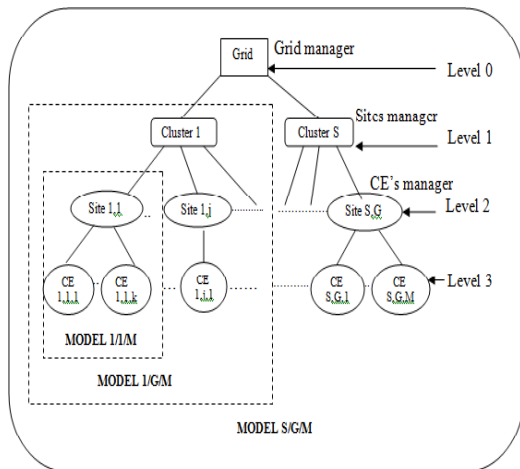 Grid
Grid manager
Level 0
Cluster 1
Cluster S
Sites manager
Level 1
CE's manager
Site 1,1
Site 1,j
Site S,G
Level 2
CE 1,1,1
CE 1,1,k
CE 1,j,1
CE S,G,1
CE S,G,M
Level 3
MODEL 1/1/M
MODEL 1/G/M
MODEL S/G/M